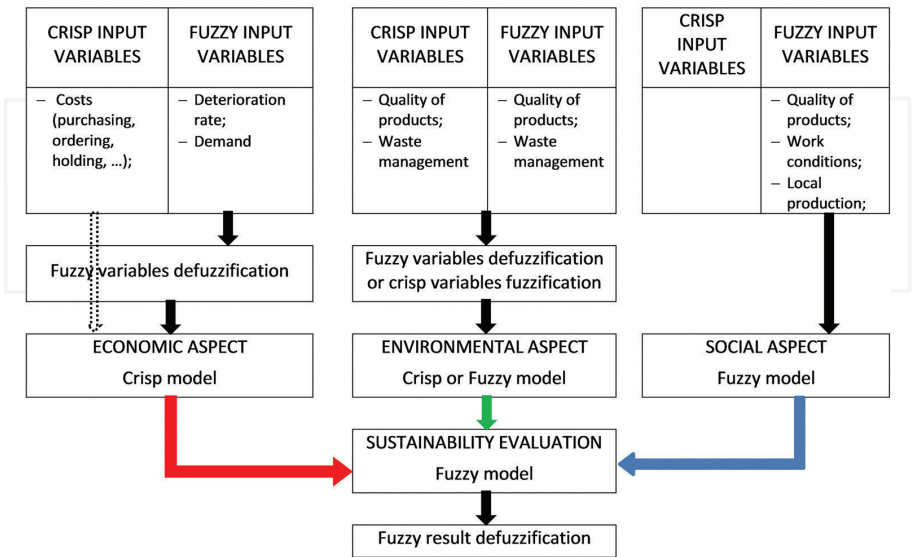 CRISP INPUT
VARIABLES
FUZZY INPUT
VARIABLES
– Costs
(purchasing,
ordering,
holding, ...);
– Deterioration
rate;
– Demand
Fuzzy variables defuzzification
ECONOMIC ASPECT
Crisp model
CRISP INPUT
VARIABLES
FUZZY INPUT
VARIABLES
– Quality of
products;
– Waste
management
– Quality of
products;
– Waste
management
Fuzzy variables defuzzification
or crisp variables fuzzification
ENVIRONMENTAL ASPECT
Crisp or Fuzzy model
CRISP
INPUT
VARIABLES
FUZZY INPUT
VARIABLES
– Quality of
products;
– Work
conditions;
– Local
production;
SOCIAL ASPECT
Fuzzy model
SUSTAINABILITY EVALUATION
Fuzzy model
Fuzzy result defuzzification